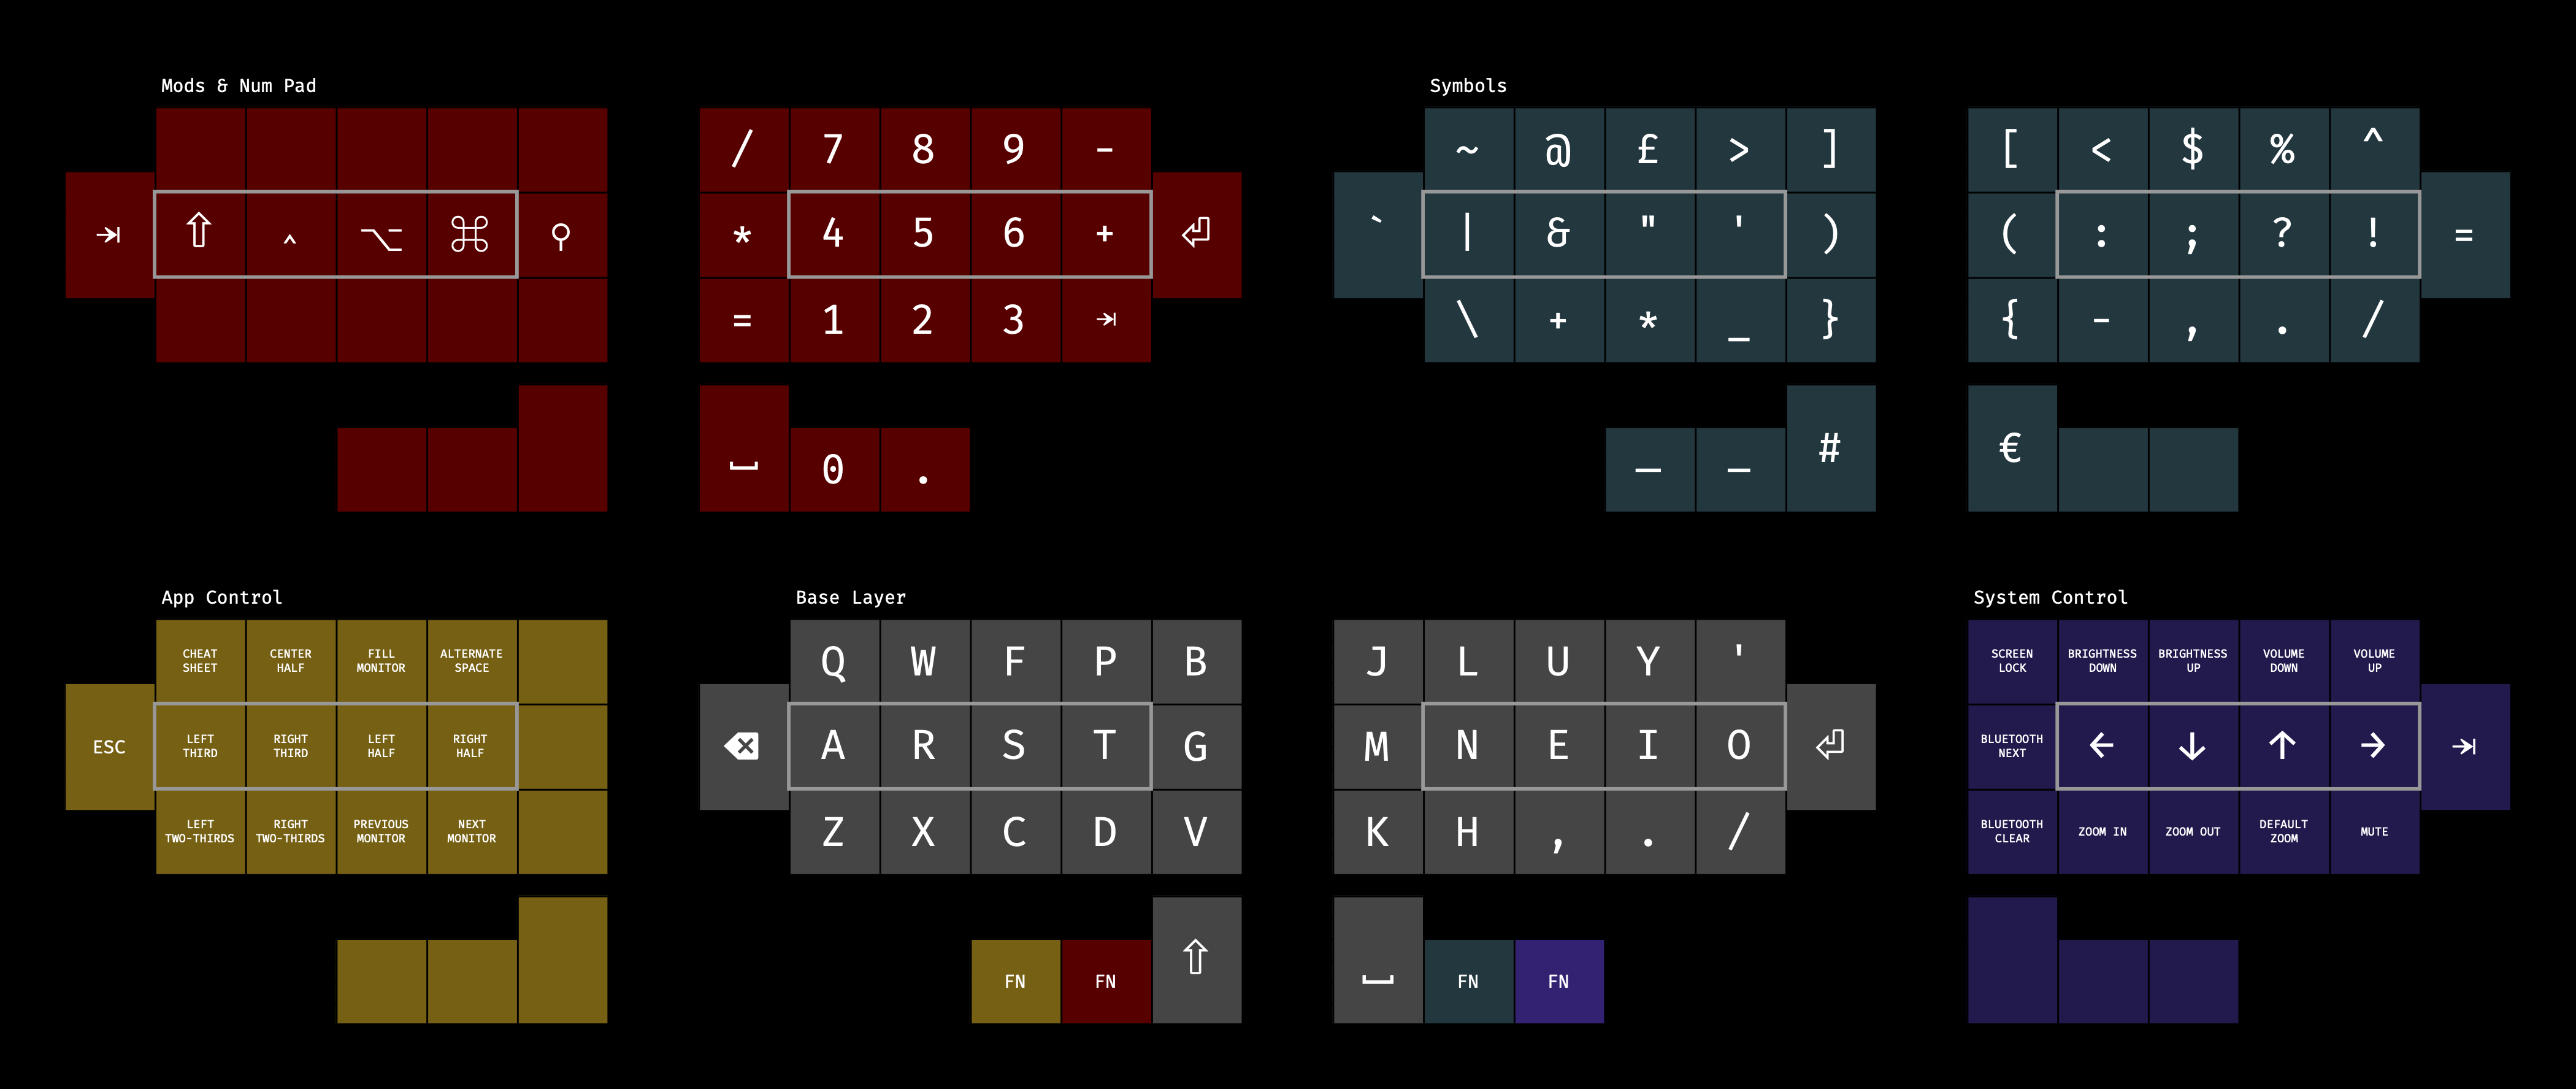 Mods & Num Pad
/ 7 8 9 -
⇥ ⇧ ^ ⌥ ⌘ ⚲ * 4 5 6 + ⏎
= 1 2 3 ⇥
⎵ 0 .
Symbols
~ @ £ > ] [ < $ % ^
` | & " ' ) ( : ; ? ! =
\ + * _ } { - , . /
— – # €
App Control
CHEAT SHEET
CENTER HALF
FILL MONITOR
ALTERNATE SPACE
ESC
LEFT THIRD
RIGHT THIRD
LEFT HALF
RIGHT HALF
LEFT TWO-THIRDS
RIGHT TWO-THIRDS
PREVIOUS MONITOR
NEXT MONITOR
Base Layer
Q W F P B J L U Y '
⌫ A R S T G M N E I O ⏎
Z X C D V K H , . /
FN FN ⇧ ⎵ FN FN
System Control
SCREEN LOCK
BRIGHTNESS DOWN
BRIGHTNESS UP
VOLUME DOWN
VOLUME UP
BLUETOOTH NEXT
← ↓ ↑ → ⇥
BLUETOOTH CLEAR
ZOOM IN
ZOOM OUT
DEFAULT ZOOM
MUTE